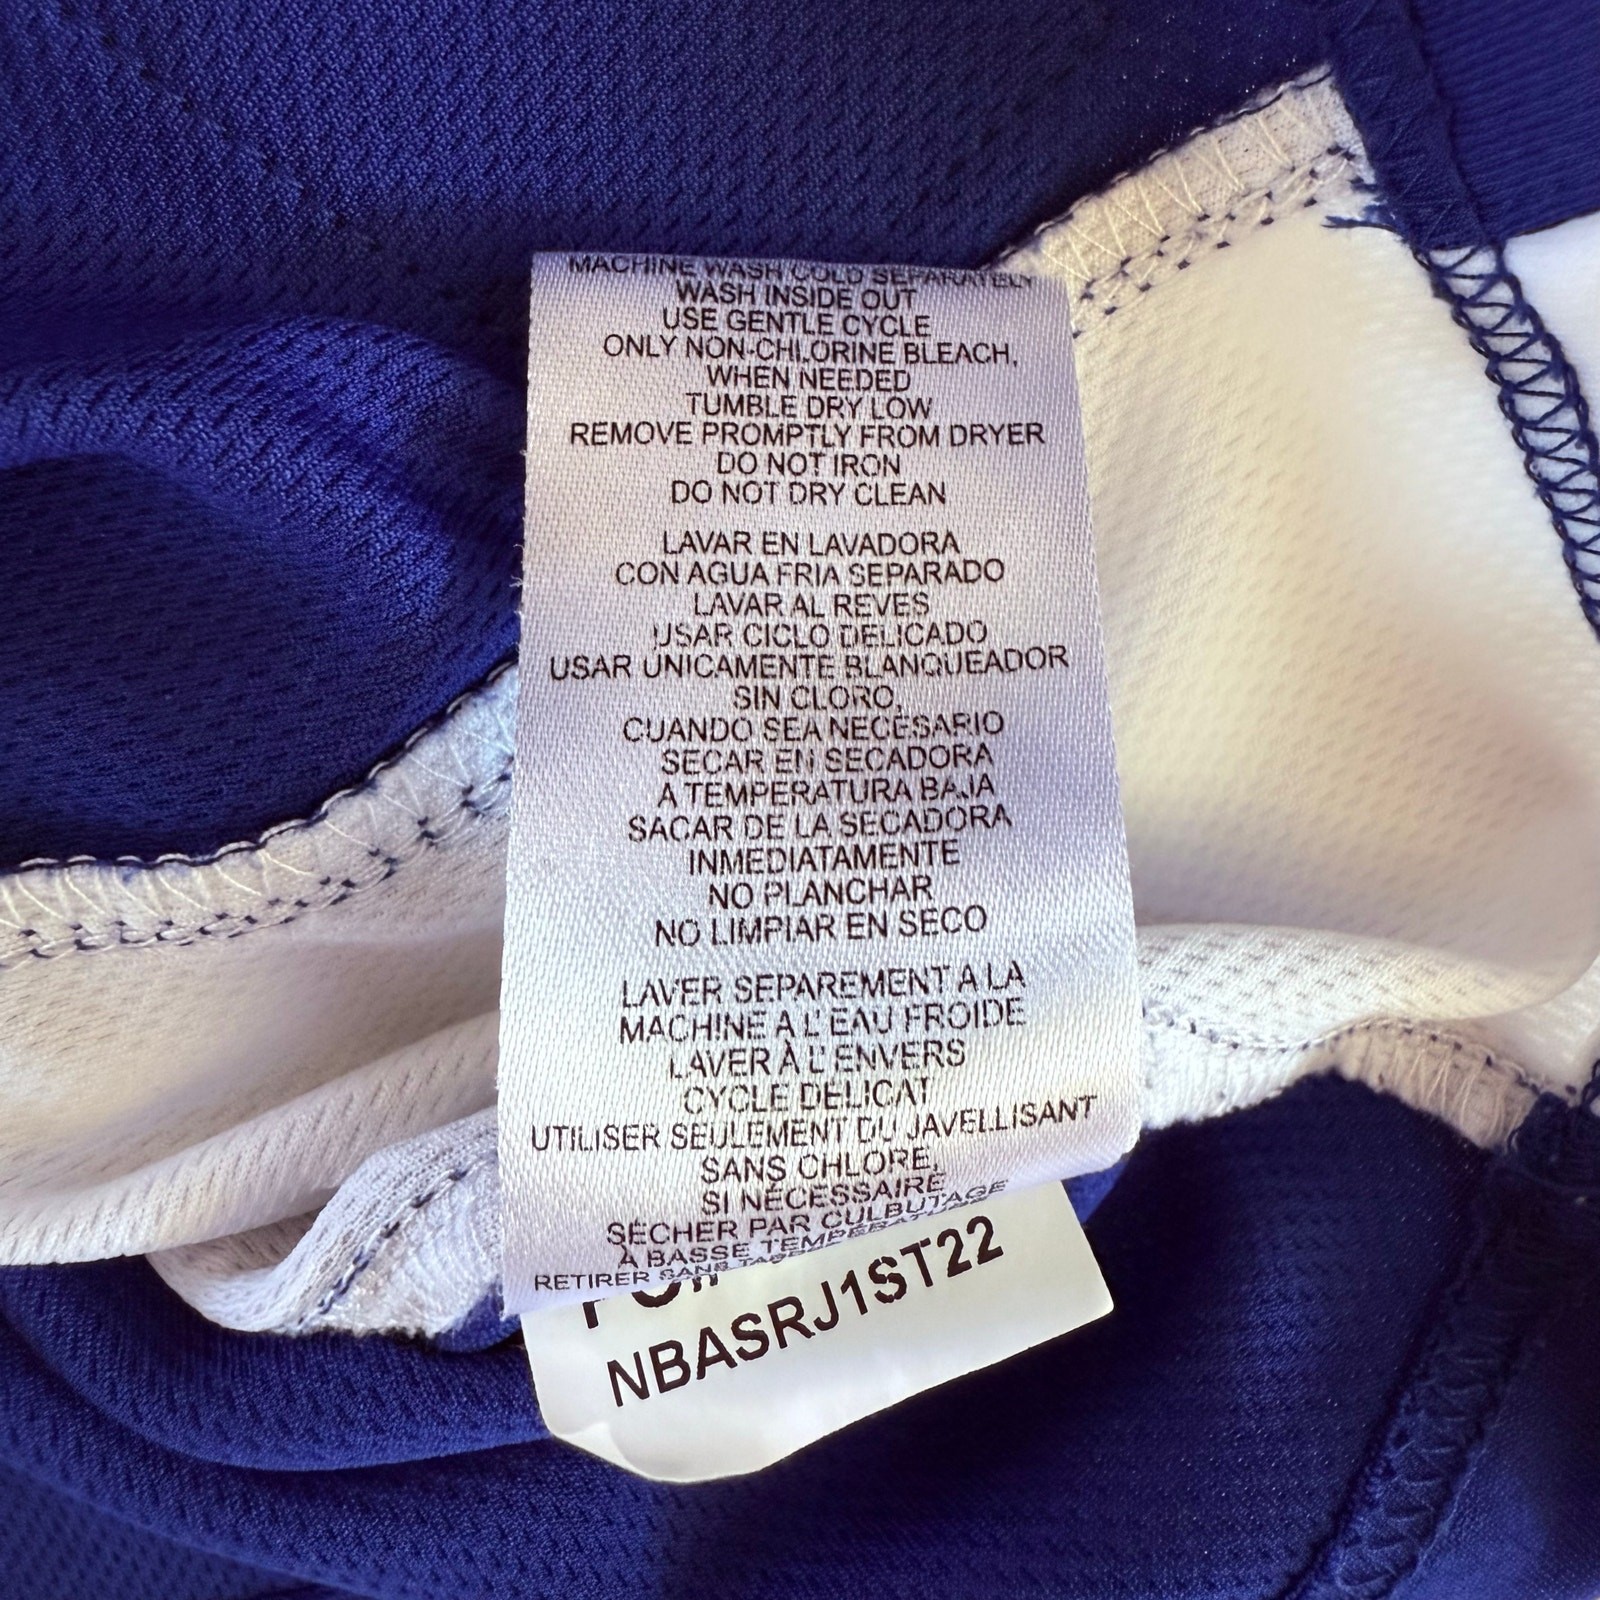 MACHINE WASH COLD SEPARATELY
WASH INSIDE OUT
USE GENTLE CYCLE
ONLY NON-CHLORINE BLEACH,
WHEN NEEDED
TUMBLE DRY LOW
REMOVE PROMPTLY FROM DRYER
DO NOT IRON
DO NOT DRY CLEAN
LAVAR EN LAVADORA
CON AGUA FRIA SEPARADO
LAVAR AL REVES
USAR CICLO DELICADO
USAR UNICAMENTE BLANQUEADOR
SIN CLORO,
CUANDO SEA NECESARIO
SECAR EN SECADORA
A TEMPERATURA BAJA
SACAR DE LA SECADORA
INMEDIATAMENTE
NO PLANCHAR
NO LIMPIAR EN SECO
LAVER SEPAREMENT A LA
MACHINE A L'EAU FROIDE
LAVER À L'ENVERS
CYCLE DELICAT
UTILISER SEULEMENT DU JAVELLISANT
SANS CHLORE,
SI NÉCESSAIRE
SÉCHER PAR CULBUTAGE
À BASSE TEMPÉRATURE
RETIRER SANS
NBASRJ1ST22